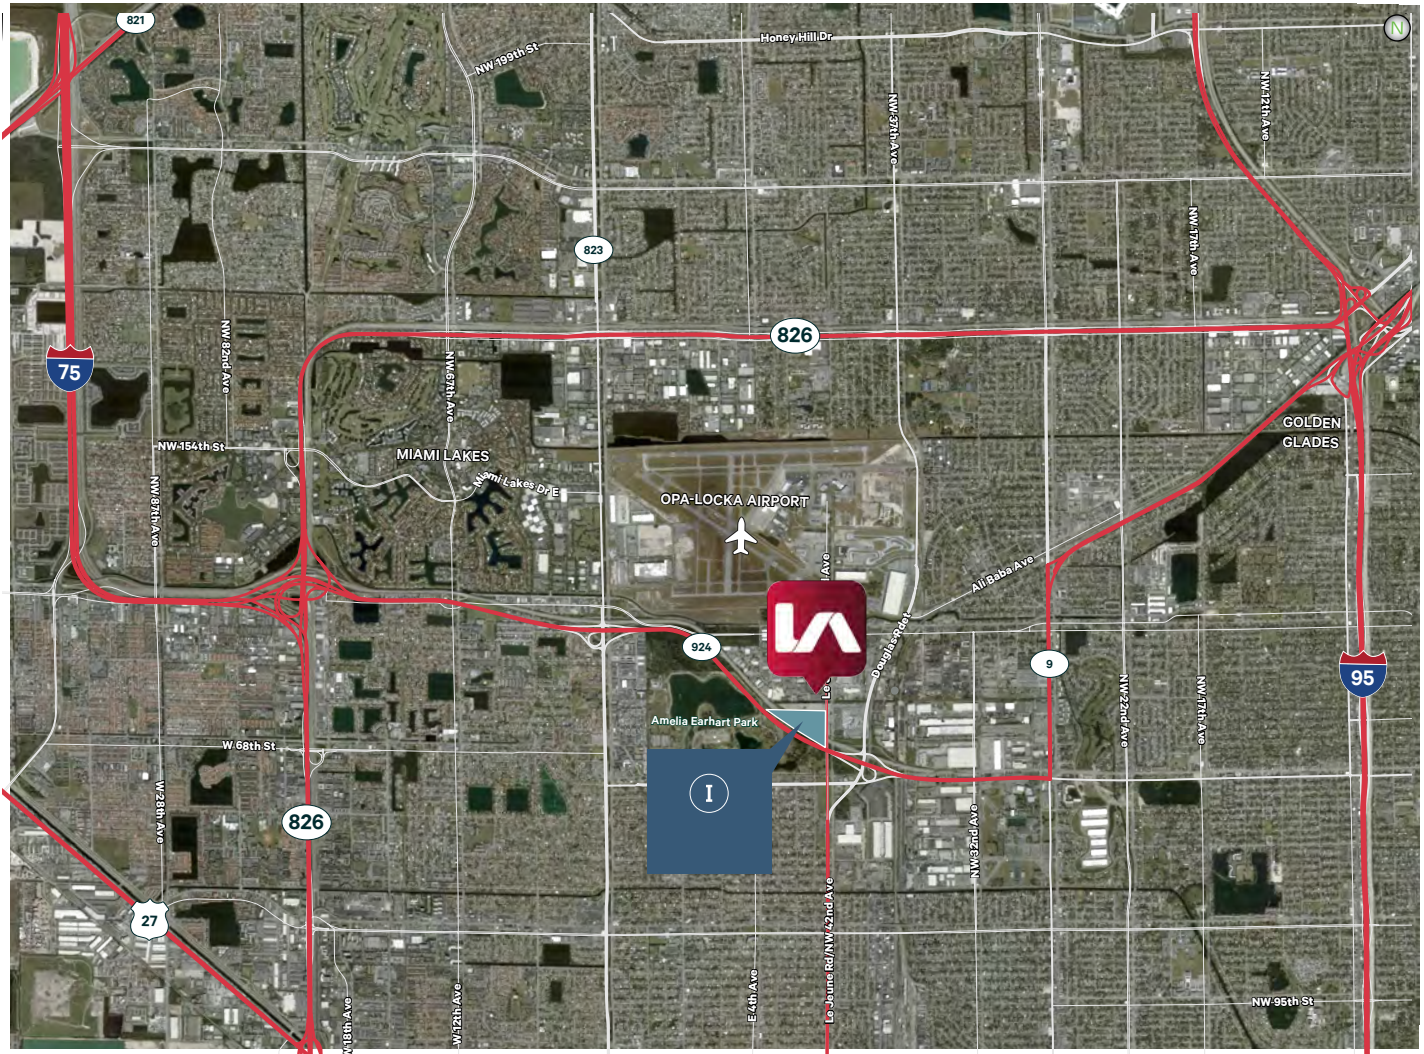 821
N
Honey Hill Dr
NW 199th St
NW 12th Ave
NW 37th Ave
NW 17th Ave
823
826
75
NW 82nd Ave
NW 67th Ave
GOLDEN
GLADES
NW 154th St
MIAMI LAKES
Miami Lakes Dr E
NW 87th Ave
OPA-LOCKA AIRPORT
Ali Baba Ave
Ave
LA
Douglas Rd
924
9
95
Amelia Earhart Park
NW 22nd Ave
NW 17th Ave
W 68th St
W 28th Ave
I
826
NW 32nd Ave
27
Le Jeune Rd/NW 42nd Ave
E 4th Ave
W 12th Ave
18th Ave
NW 95th St